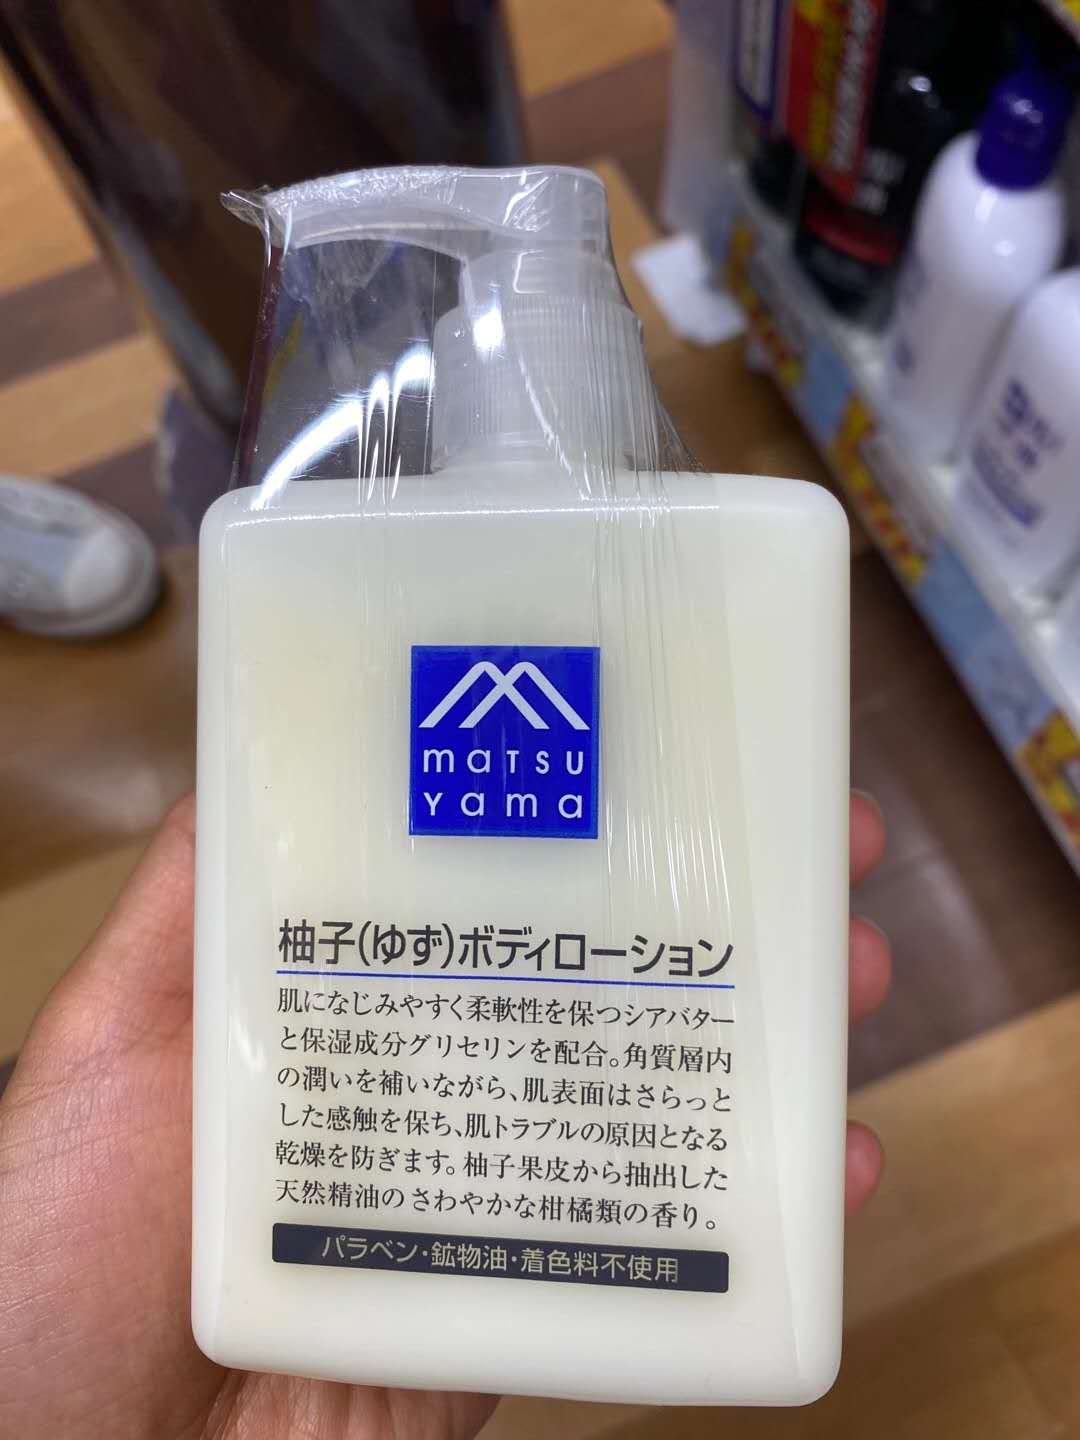 matsu
yama
柚子(ゆず)ボディローション
肌になじみやすく柔軟性を保つシアバター
と保湿成分グリセリンを配合。角質層内
の潤いを補いながら、肌表面はさらっと
した感触を保ち、肌トラブルの原因となる
乾燥を防ぎます。柚子果皮から抽出した
天然精油のさわやかな柑橘類の香り。
パラベン・鉱物油・着色料不使用